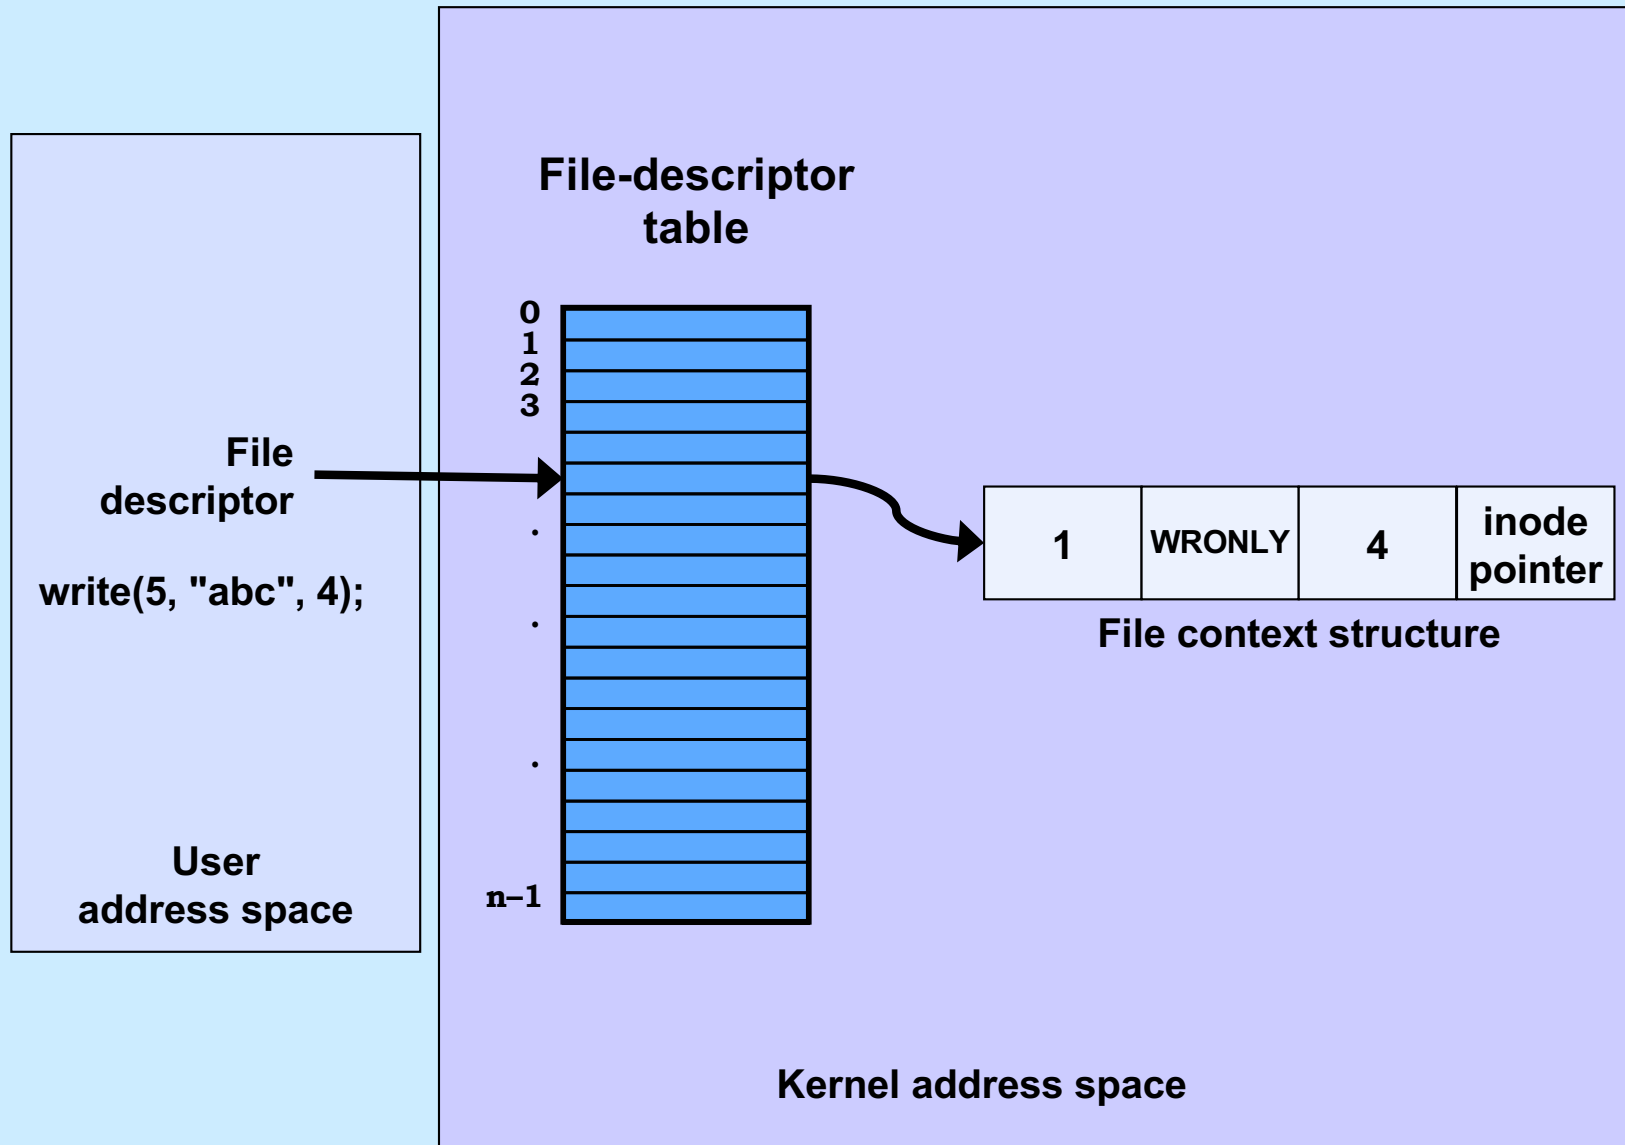 File-descriptor
table
0
1
2
3
.
.
.
n–1
File
descriptor
write(5, "abc", 4);
User
address space
1
WRONLY
4
inode
pointer
File context structure
Kernel address space